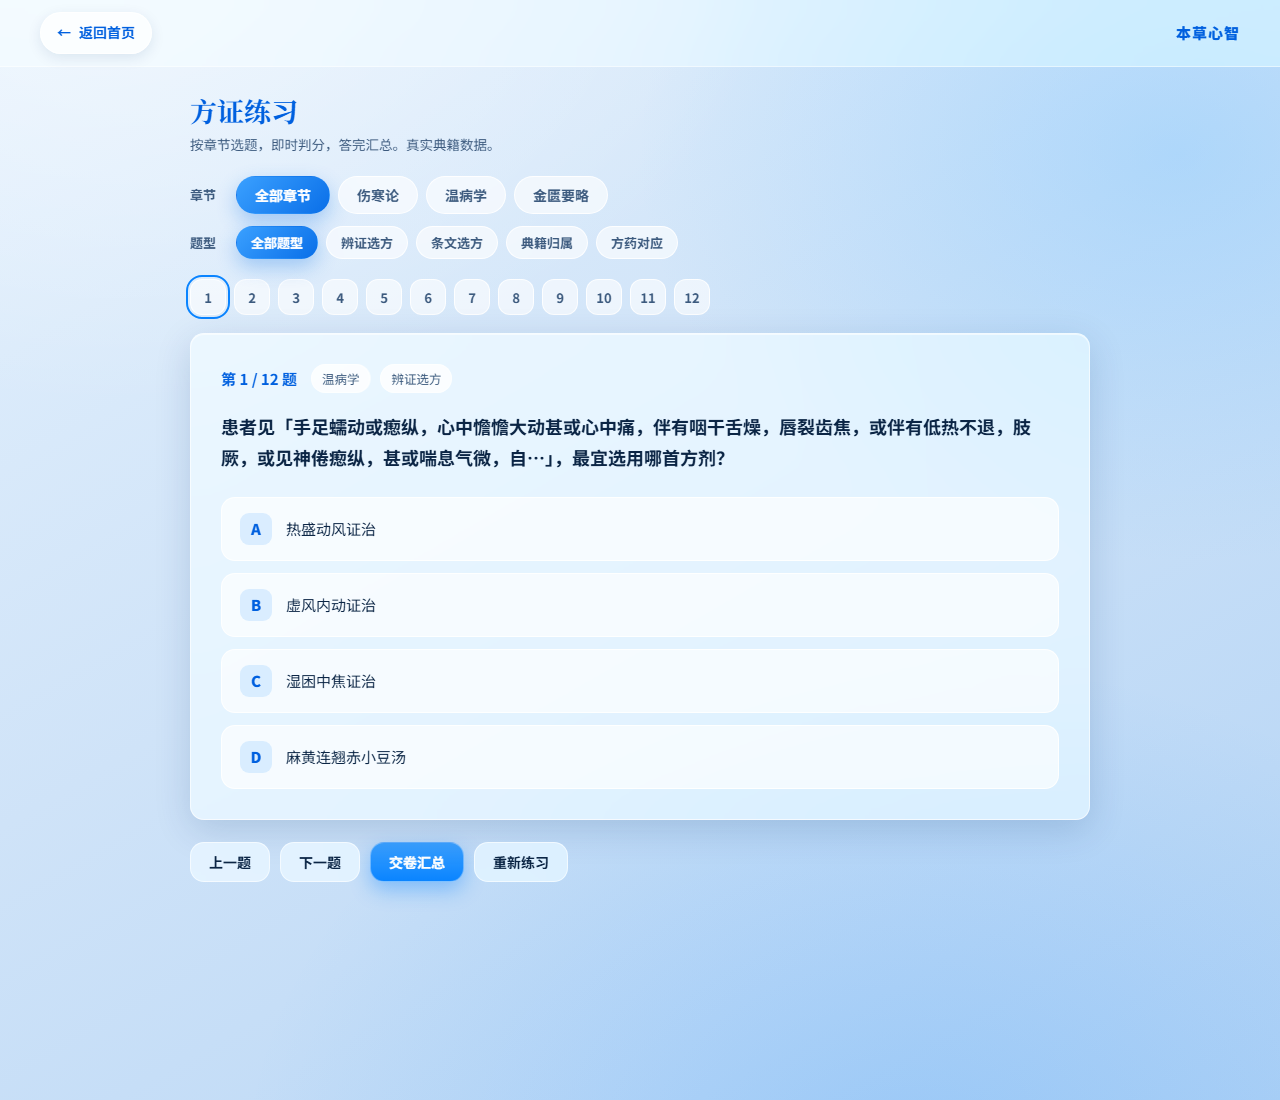 ← 返回首页
本草心智
方证练习
按章节选题，即时判分，答完汇总。真实典籍数据。
章节 全部章节 伤寒论 温病学 金匮要略
题型 全部题型 辨证选方 条文选方 典籍归属 方药对应
1 2 3 4 5 6 7 8 9 10 11 12
第 1 / 12 题 温病学 辨证选方
患者见「手足蠕动或瘛纵，心中憺憺大动甚或心中痛，伴有咽干舌燥，唇裂齿焦，或伴有低热不退，肢
厥，或见神倦瘛纵，甚或喘息气微，自…」，最宜选用哪首方剂？
A 热盛动风证治
B 虚风内动证治
C 湿困中焦证治
D 麻黄连翘赤小豆汤
上一题 下一题 交卷汇总 重新练习